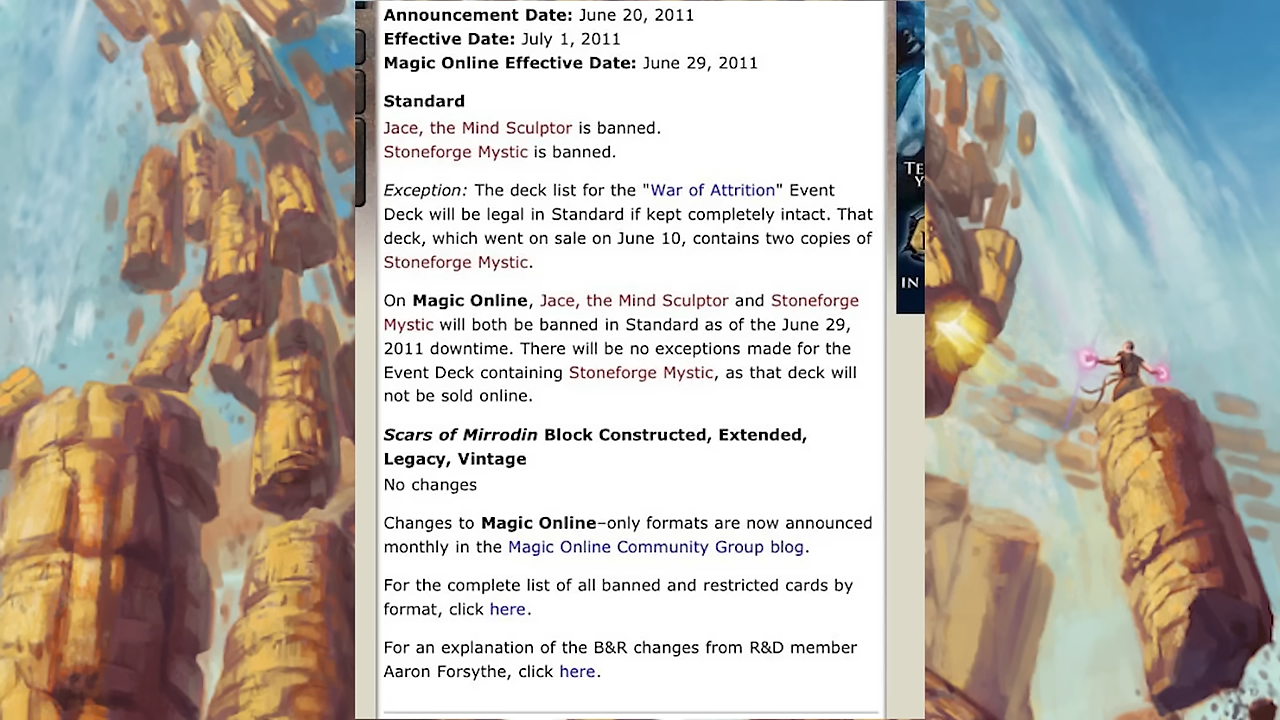 Announcement Date: June 20, 2011
Effective Date: July 1, 2011
Magic Online Effective Date: June 29, 2011
Standard
Jace, the Mind Sculptor is banned.
Stoneforge Mystic is banned.
Exception: The deck list for the "War of Attrition" Event
Deck will be legal in Standard if kept completely intact. That
deck, which went on sale on June 10, contains two copies of
Stoneforge Mystic.
On Magic Online, Jace, the Mind Sculptor and Stoneforge
Mystic will both be banned in Standard as of the June 29,
2011 downtime. There will be no exceptions made for the
Event Deck containing Stoneforge Mystic, as that deck will
not be sold online.
Scars of Mirrodin Block Constructed, Extended,
Legacy, Vintage
No changes
Changes to Magic Online–only formats are now announced
monthly in the Magic Online Community Group blog.
For the complete list of all banned and restricted cards by
format, click here.
For an explanation of the B&R changes from R&D member
Aaron Forsythe, click here.
TE
Y
IN